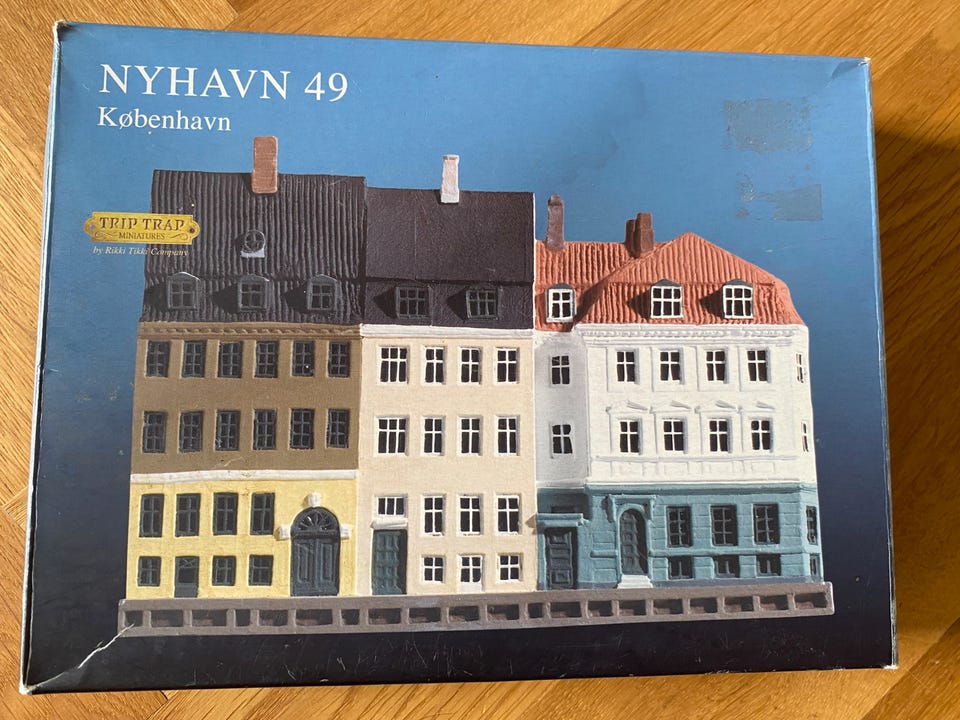 NYHAVN 49
København
TRIP TRAP
MINIATURES
by Rikki Tikki Company